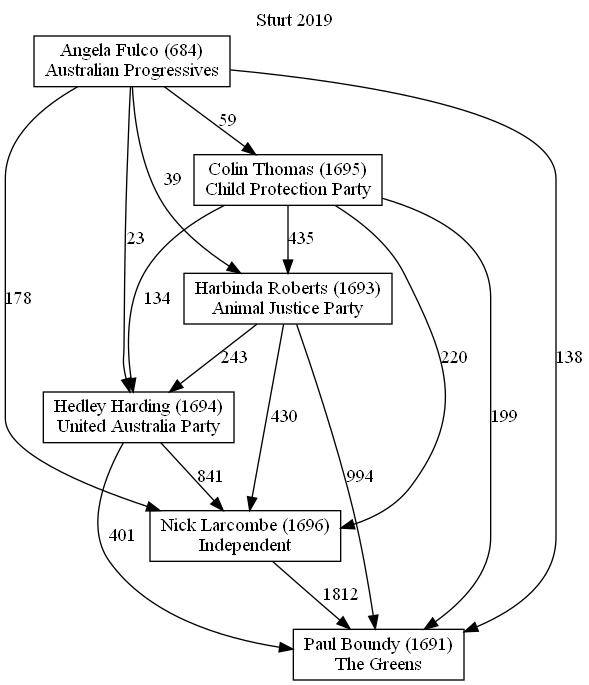 Sturt 2019
Angela Fulco (684)
Australian Progressives
59
Colin Thomas (1695)
Child Protection Party
39
23
435
134
178
Harbinda Roberts (1693)
Animal Justice Party
243
220
138
Hedley Harding (1694)
United Australia Party
430
199
841
994
401
Nick Larcombe (1696)
Independent
1812
Paul Boundy (1691)
The Greens